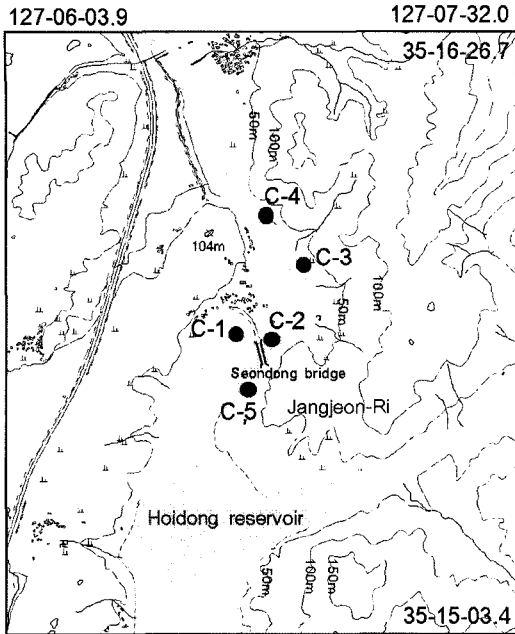 127-06-03.9 127-07-32.0
35-16-26.7
50m
100m
C-4
104m
C-3
100m
50m
C-1
C-2
Seondong bridge
C-5
Jangjeon-Ri
Hoidong reservoir
50m
100m
150m
35-15-03.4